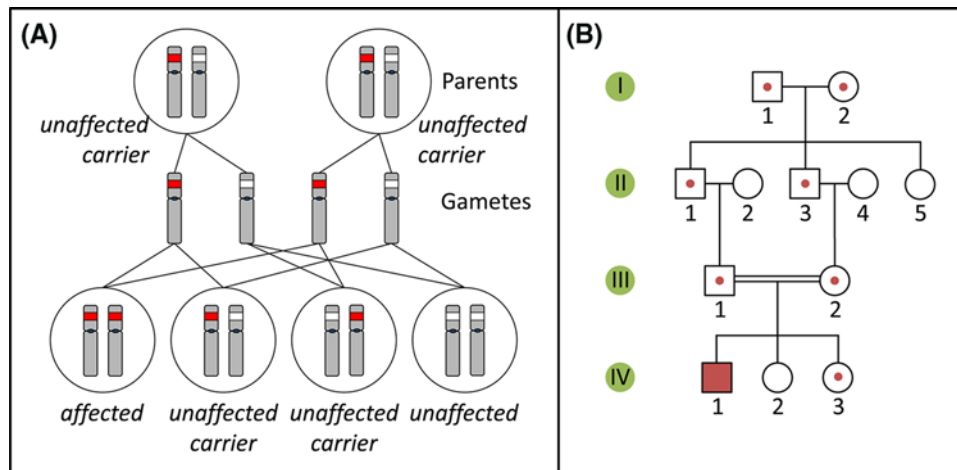 (A)
Parents
unaffected
carrier
unaffected
carrier
Gametes
affected
unaffected
carrier
unaffected
carrier
unaffected
(B)
I
1 2
II
1 2 3 4 5
III
1 2
IV
1 2 3